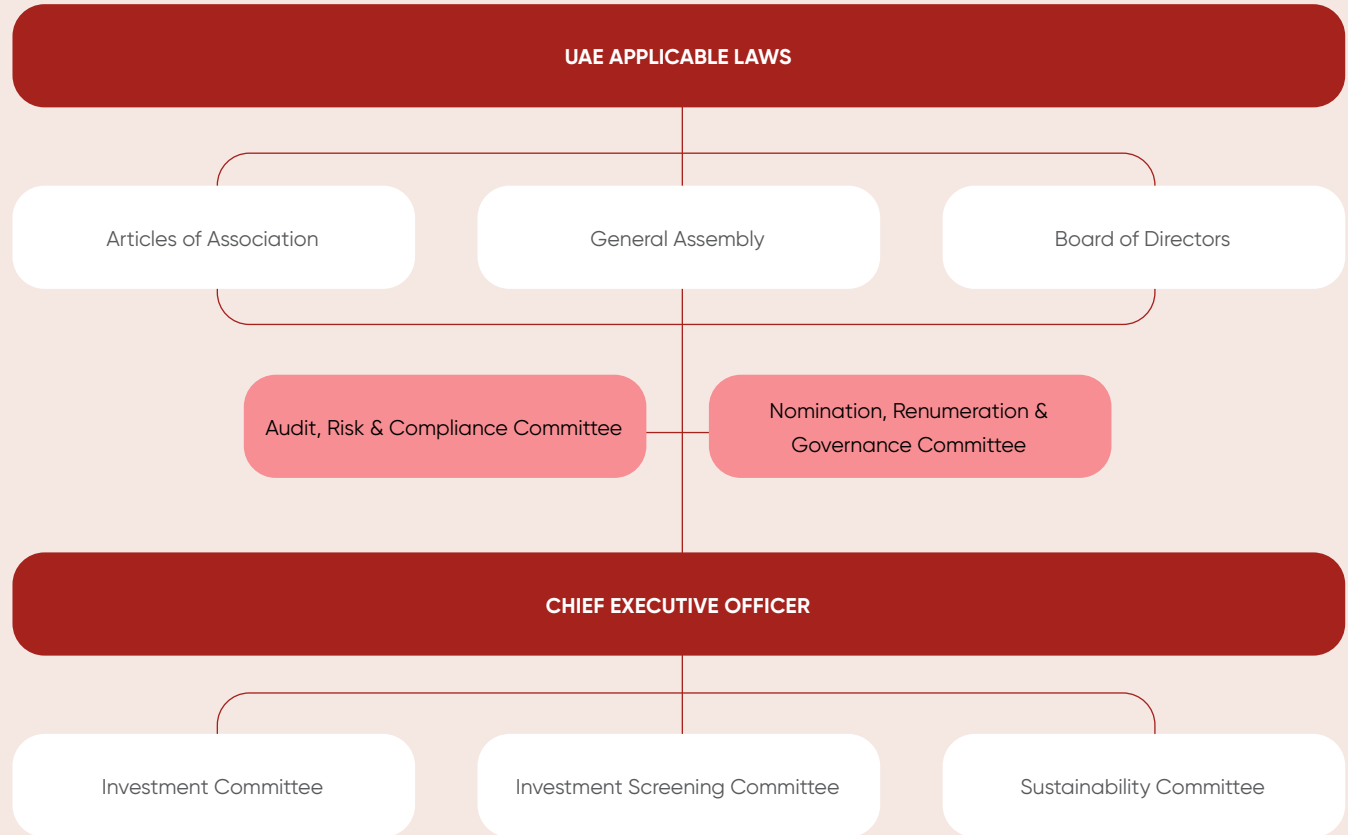 UAE APPLICABLE LAWS
Articles of Association
General Assembly
Board of Directors
Audit, Risk & Compliance Committee
Nomination, Renumeration &
Governance Committee
CHIEF EXECUTIVE OFFICER
Investment Committee
Investment Screening Committee
Sustainability Committee